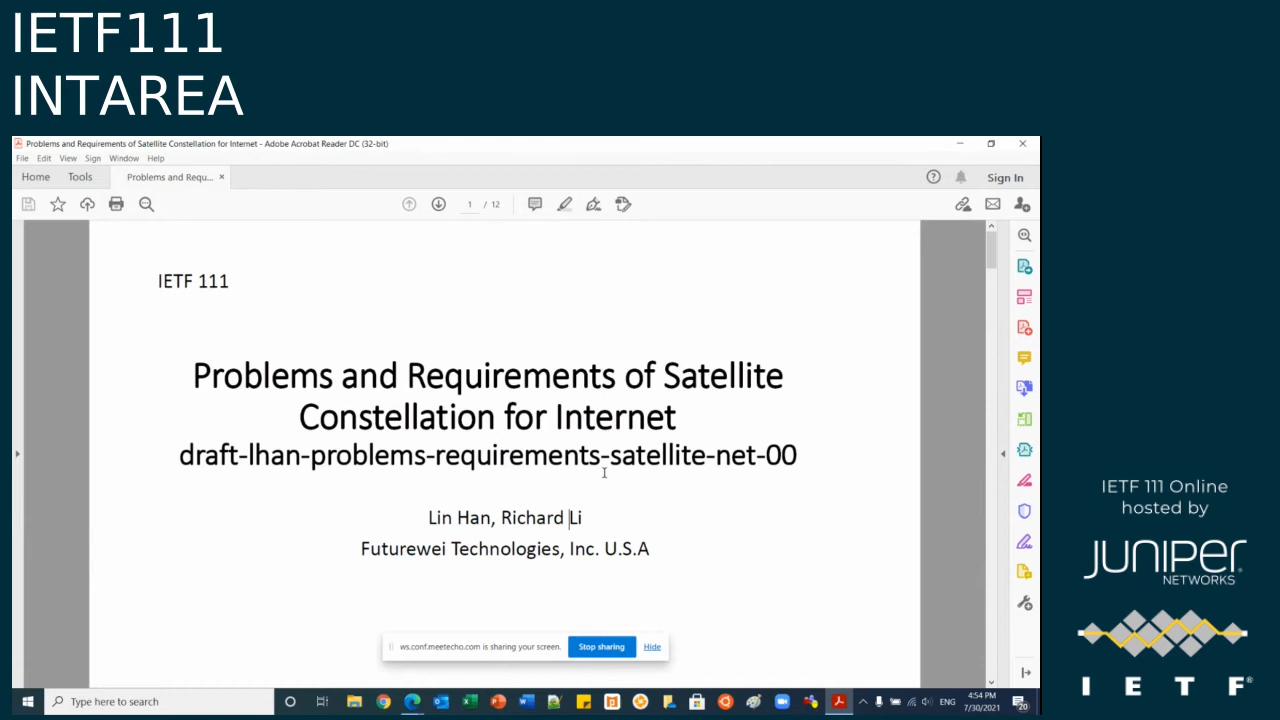 IETF111
INTAREA
Problems and Requirements of Satellite Constellation for Internet - Adobe Acrobat Reader DC (32-bit)
File Edit View Sign Window Help
Home Tools Problems and Requ... × Sign In
1 / 12
IETF 111
Problems and Requirements of Satellite
Constellation for Internet
draft-lhan-problems-requirements-satellite-net-00
Lin Han, Richard Li
Futurewei Technologies, Inc. U.S.A
ws.conf.meetecho.com is sharing your screen. Stop sharing Hide
Type here to search
ENG
4:54 PM
7/30/2021
20
IETF 111 Online
hosted by
JUNIPER
NETWORKS
I E T F®